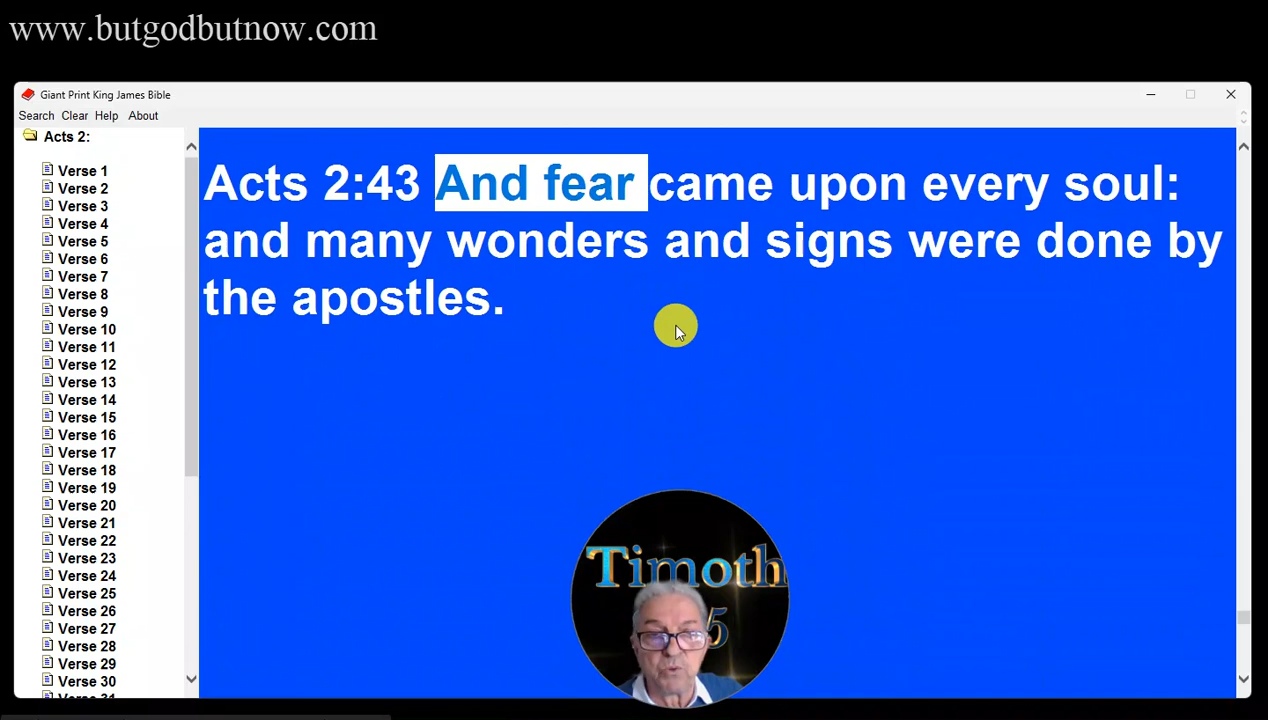 www.butgodbutnow.com
Giant Print King James Bible
Search Clear Help About
Acts 2:
Verse 1
Verse 2
Verse 3
Verse 4
Verse 5
Verse 6
Verse 7
Verse 8
Verse 9
Verse 10
Verse 11
Verse 12
Verse 13
Verse 14
Verse 15
Verse 16
Verse 17
Verse 18
Verse 19
Verse 20
Verse 21
Verse 22
Verse 23
Verse 24
Verse 25
Verse 26
Verse 27
Verse 28
Verse 29
Verse 30
Verse 31
Acts 2:43 And fear came upon every soul:
and many wonders and signs were done by
the apostles.
Timoth
5